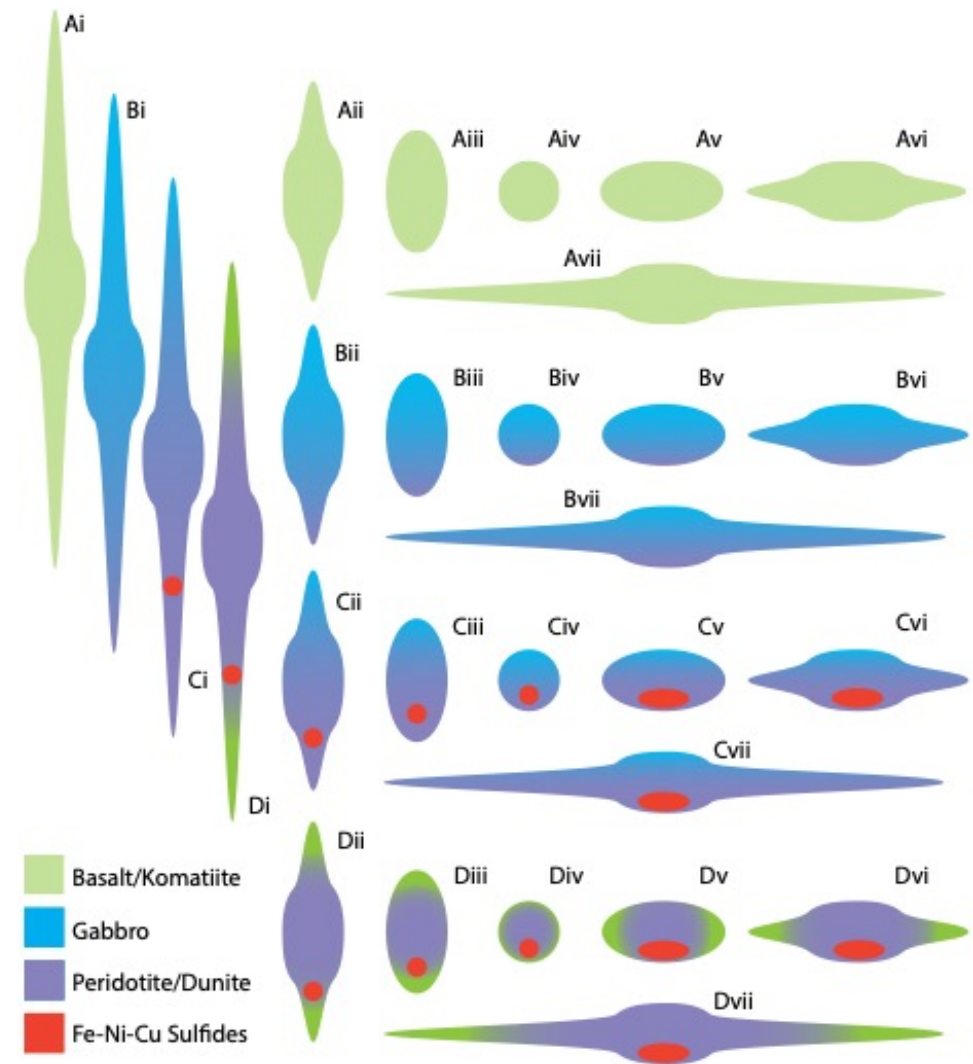 Ai
Bi
Aii
Aiii
Aiv
Av
Avi
Avii
Bii
Biii
Biv
Bv
Bvi
Bvii
Cii
Ciii
Civ
Cv
Cvi
Ci
Cvii
Di
Dii
Diii
Div
Dv
Dvi
Dvii
Basalt/Komatiite
Gabbro
Peridotite/Dunite
Fe-Ni-Cu Sulfides